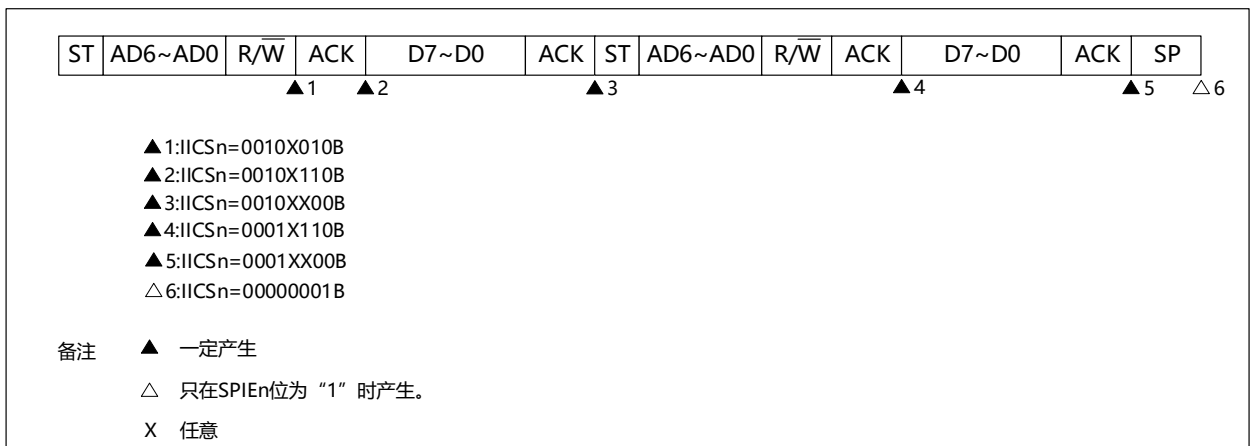 ST AD6~AD0 R/W̅ ACK D7~D0 ACK ST AD6~AD0 R/W̅ ACK D7~D0 ACK SP
▲1 ▲2 ▲3 ▲4 ▲5 △6
▲1:IICSn=0010X010B
▲2:IICSn=0010X110B
▲3:IICSn=0010XX00B
▲4:IICSn=0001X110B
▲5:IICSn=0001XX00B
△6:IICSn=00000001B
备注 ▲ 一定产生
△ 只在SPIEn位为“1”时产生。
X 任意